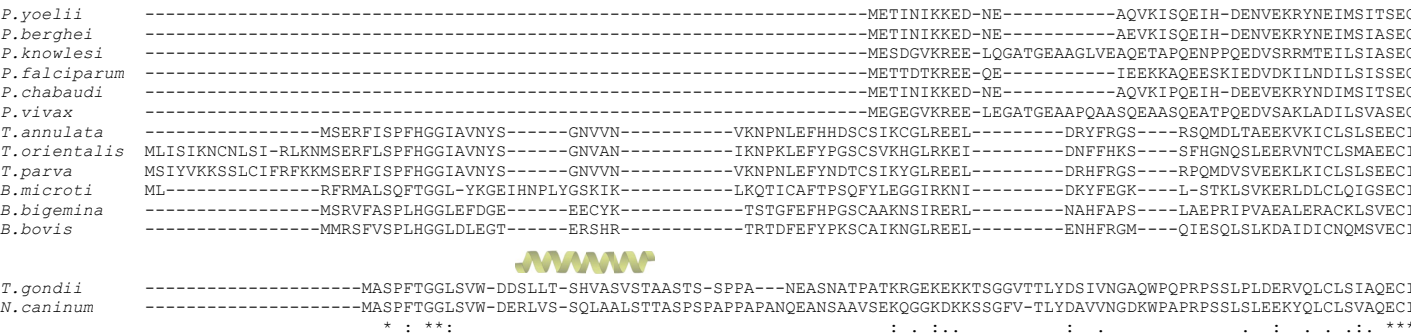 P.yoelii ------------------------------------------------------------------------METINIKKED-NE-----------AQVKISQEIH-DENVEKRYNEIMSITSEC
P.berghei ------------------------------------------------------------------------METINIKKED-NE-----------AEVKISQEIH-DENVEKRYNEIMSIASEC
P.knowlesi ------------------------------------------------------------------------MESDGVKREE-LQGATGEAAGLVEAQETAPQENPPQEDVSRRMTEILSIASEC
P.falciparum ------------------------------------------------------------------------METTDTKREE-QE-----------IEEKKAQEESKIEDVDKILNDILSISSEC
P.chabaudi ------------------------------------------------------------------------METINIKKED-NE-----------AQVKIPQEIH-DEEVEKRYNDIMSITSEC
P.vivax ------------------------------------------------------------------------MEGEGVKREE-LEGATGEAAPQAASQEAASQEATPQEDVSAKLADILSVASEC
T.annulata ------------------MSERFISPFHGGIAVNYS------GNVVN------------VKNPNLEFHHDSCSIKCGLREEL---------DRYFRGS----RSQMDLTAEEKVKICLSLSEECI
T.orientalis MLISIKNCNLSI-RLKNMSERFLSPFHGGIAVNYS------GNVAN------------IKNPKLEFYPGSCSVKHGLRKEI---------DNFFHKS----SFHGNQSLEERVNTCLSMAEECI
T.parva MSIYVKKSSLCIFRFKKMSERFISPFHGGIAVNYS------GNVVN------------VKNPNLEFYNDTCSIKYGLREEL---------DRHFRGS----RPQMDVSVEEKLKICLSLSEECI
B.microti ML----------------RFRMALSQFTGGL-YKGEIHNPLYGSKIK------------LKQTICAFTPSQFYLEGGIRKNI---------DKYFEGK----L-STKLSVKERLDLCLQIGSECI
B.bigemina ------------------MSRVFASPLHGGLEFDGE------EECYK------------TSTGFEFHPGSCAAKNSIRERL---------NAHFAPS----LAEPRIPVAEALERACKLSVECI
B.bovis ------------------MMRSFVSPLHGGLDLEGT------ERSHR------------TRTDFEFYPKSCAIKNGLREEL---------ENHFRGM----QIESQLSLKDAIDICNQMSVECI
T.gondii ----------------------MASPFTGGLSVW-DDSLLT-SHVASVSTAASTS-SPPA---NEASNATPATKRGEKEKKTSGGVTTLYDSIVNGAQWPQPRPSSLPLDERVQLCLSIAQECI
N.caninum ----------------------MASPFTGGLSVW-DERLVS-SQLAALSTTASPSPAPPAPANQEANSAAVSEKQGGKDKKSSGFV-TLYDAVVNGDKWPAPRPSSLSLEEKYQLCLSVAQECI
* : **: : . :.. : . . : . . .:. ***